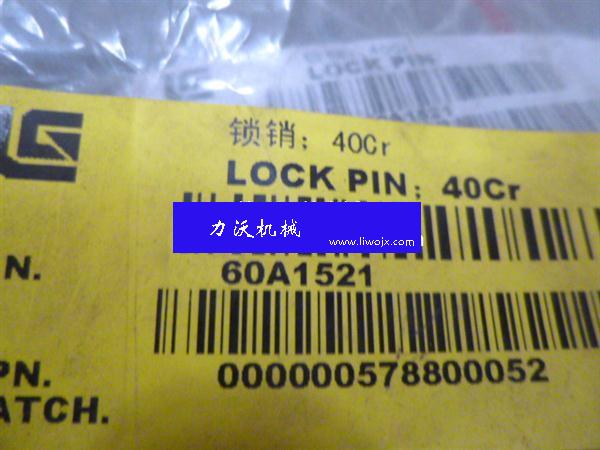 LOCK PIN
锁销; 40Cr
LOCK PIN; 40Cr
力沃机械
www.liwojx.com
N.
60A1521
PN.
000000578800052
ATCH.